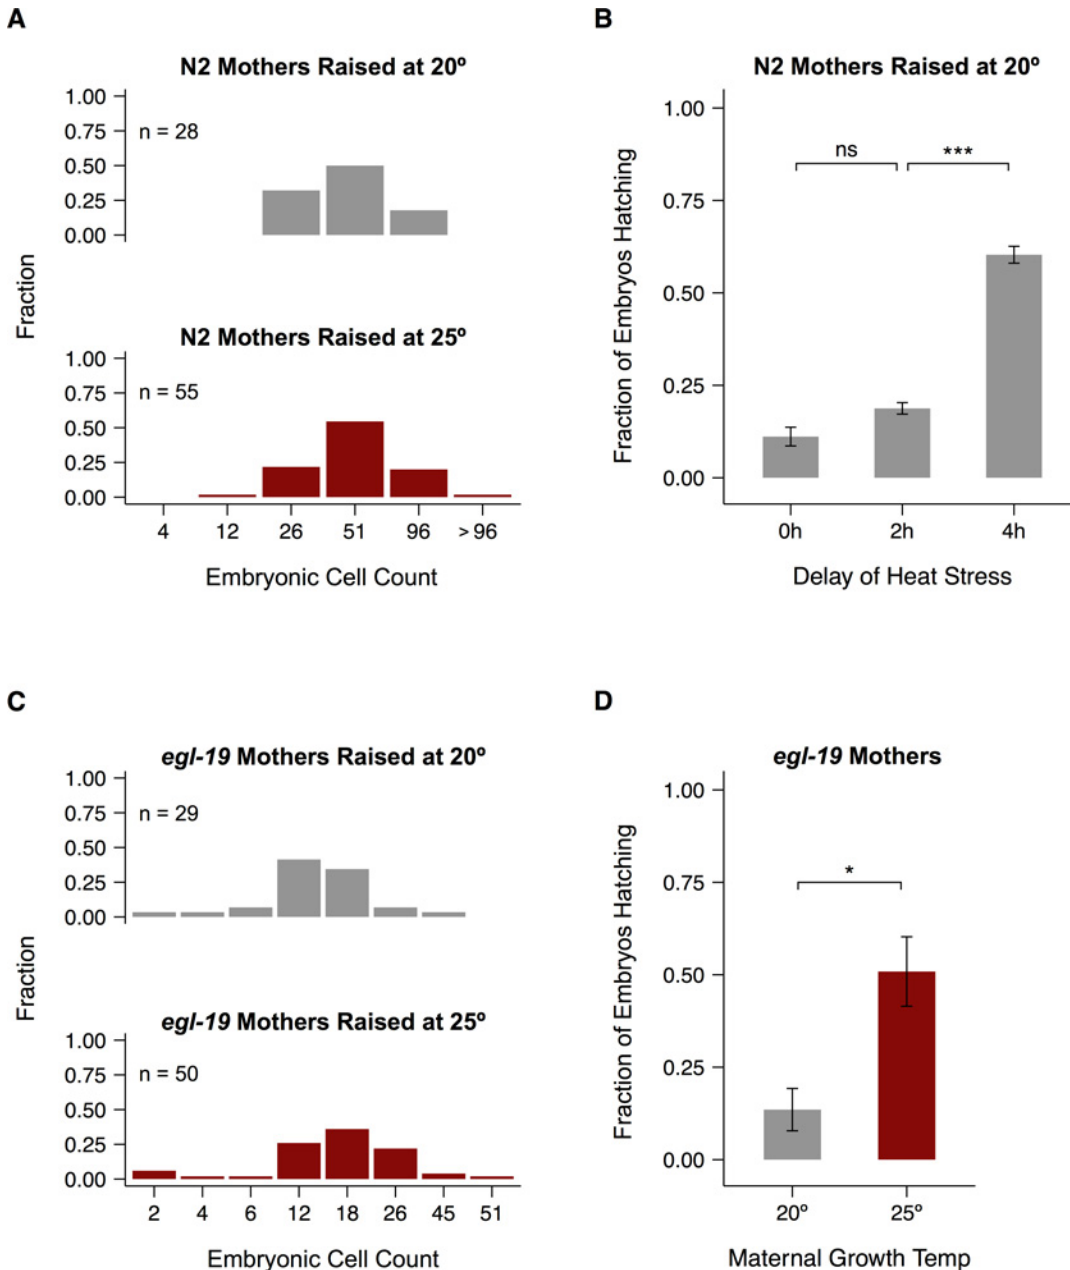 A
N2 Mothers Raised at 20º
1.00
0.75
0.50
0.25
0.00
n = 28
N2 Mothers Raised at 25º
1.00
0.75
0.50
0.25
0.00
n = 55
4 12 26 51 96 > 96
Embryonic Cell Count
Fraction
B
N2 Mothers Raised at 20º
1.00
0.75
0.50
0.25
0.00
ns ***
0h 2h 4h
Delay of Heat Stress
Fraction of Embryos Hatching
C
egl-19 Mothers Raised at 20º
1.00
0.75
0.50
0.25
0.00
n = 29
egl-19 Mothers Raised at 25º
1.00
0.75
0.50
0.25
0.00
n = 50
2 4 6 12 18 26 45 51
Embryonic Cell Count
Fraction
D
egl-19 Mothers
1.00
0.75
0.50
0.25
0.00
*
20º 25º
Maternal Growth Temp
Fraction of Embryos Hatching